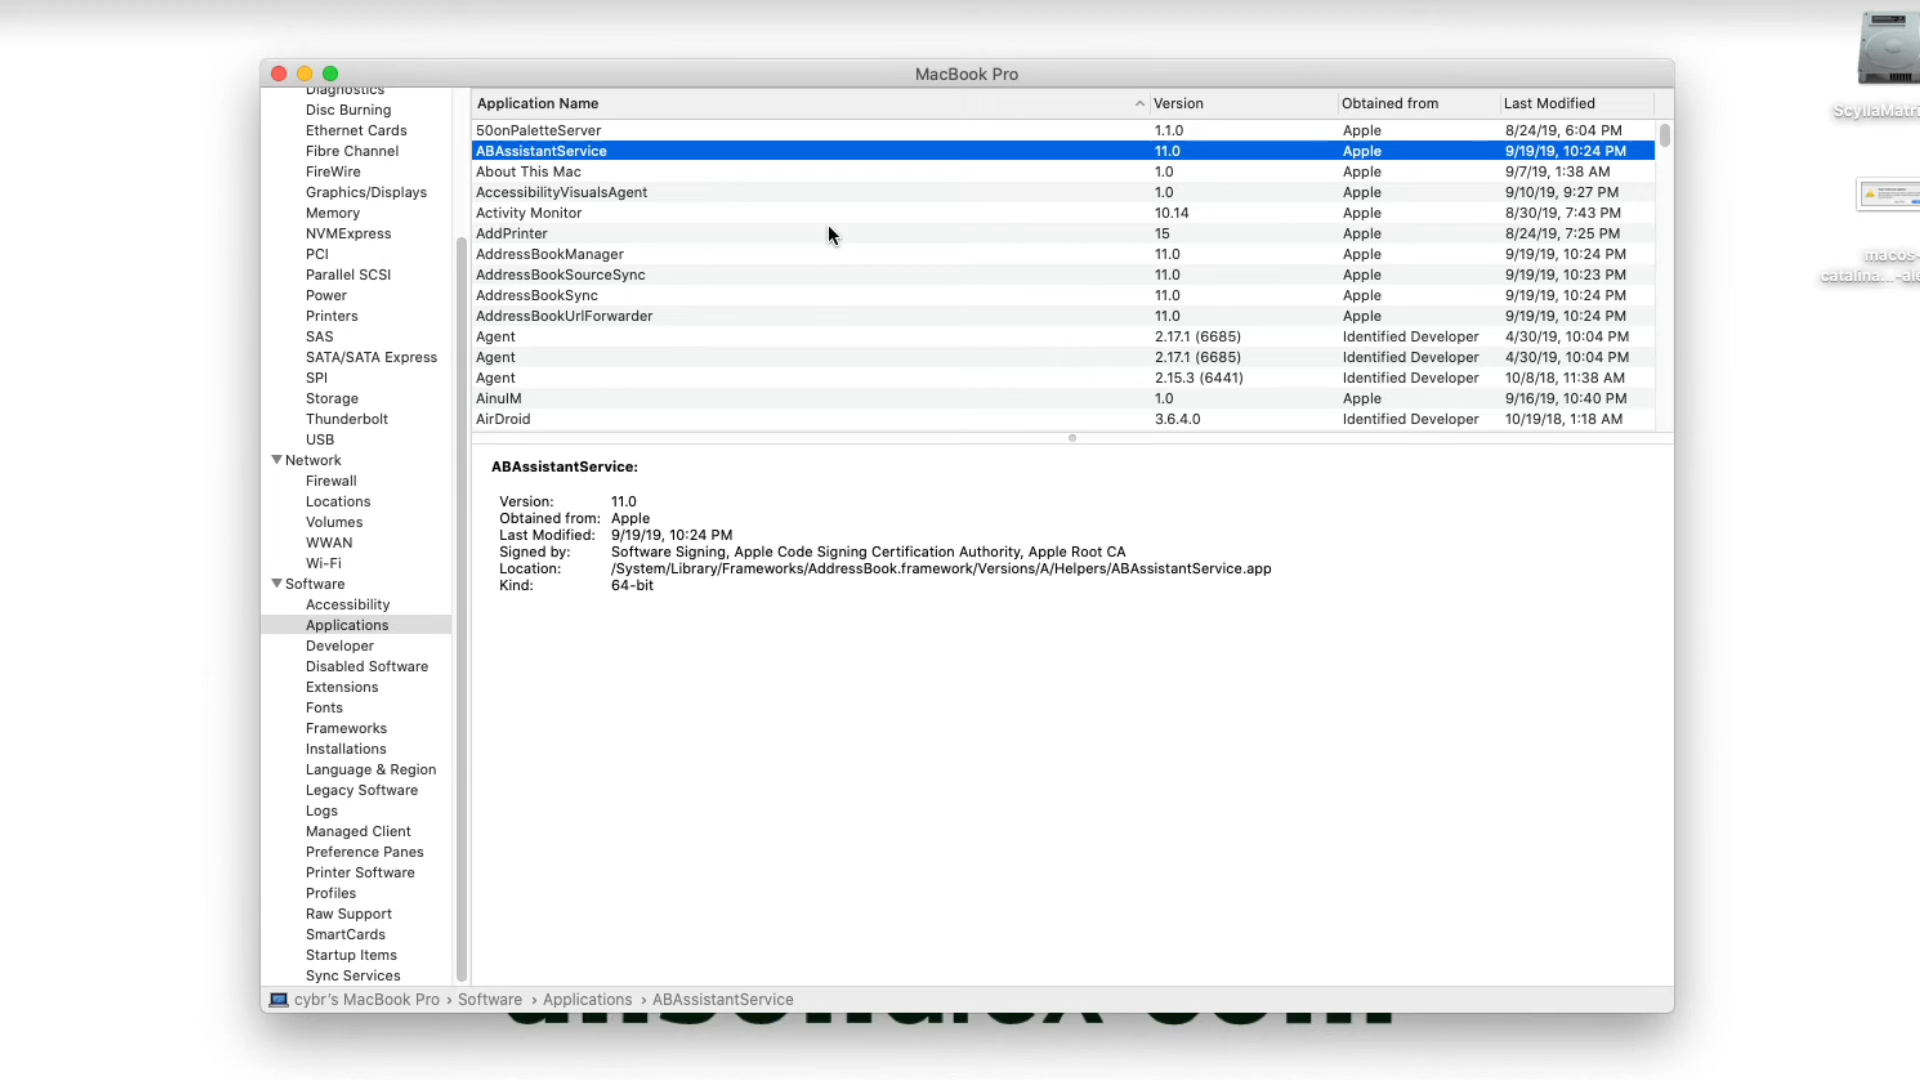 MacBook Pro
Diagnostics
Disc Burning
Ethernet Cards
Fibre Channel
FireWire
Graphics/Displays
Memory
NVMExpress
PCI
Parallel SCSI
Power
Printers
SAS
SATA/SATA Express
SPI
Storage
Thunderbolt
USB
Network
Firewall
Locations
Volumes
WWAN
Wi-Fi
Software
Accessibility
Applications
Developer
Disabled Software
Extensions
Fonts
Frameworks
Installations
Language & Region
Legacy Software
Logs
Managed Client
Preference Panes
Printer Software
Profiles
Raw Support
SmartCards
Startup Items
Sync Services
Application Name Version Obtained from Last Modified
50onPaletteServer 1.1.0 Apple 8/24/19, 6:04 PM
ABAssistantService 11.0 Apple 9/19/19, 10:24 PM
About This Mac 1.0 Apple 9/7/19, 1:38 AM
AccessibilityVisualsAgent 1.0 Apple 9/10/19, 9:27 PM
Activity Monitor 10.14 Apple 8/30/19, 7:43 PM
AddPrinter 15 Apple 8/24/19, 7:25 PM
AddressBookManager 11.0 Apple 9/19/19, 10:24 PM
AddressBookSourceSync 11.0 Apple 9/19/19, 10:23 PM
AddressBookSync 11.0 Apple 9/19/19, 10:24 PM
AddressBookUrlForwarder 11.0 Apple 9/19/19, 10:24 PM
Agent 2.17.1 (6685) Identified Developer 4/30/19, 10:04 PM
Agent 2.17.1 (6685) Identified Developer 4/30/19, 10:04 PM
Agent 2.15.3 (6441) Identified Developer 10/8/18, 11:38 AM
AinuIM 1.0 Apple 9/16/19, 10:40 PM
AirDroid 3.6.4.0 Identified Developer 10/19/18, 1:18 AM
ABAssistantService:
Version: 11.0
Obtained from: Apple
Last Modified: 9/19/19, 10:24 PM
Signed by: Software Signing, Apple Code Signing Certification Authority, Apple Root CA
Location: /System/Library/Frameworks/AddressBook.framework/Versions/A/Helpers/ABAssistantService.app
Kind: 64-bit
cybr's MacBook Pro › Software › Applications › ABAssistantService
ScyllaMatri
macos-
catalina...-ale